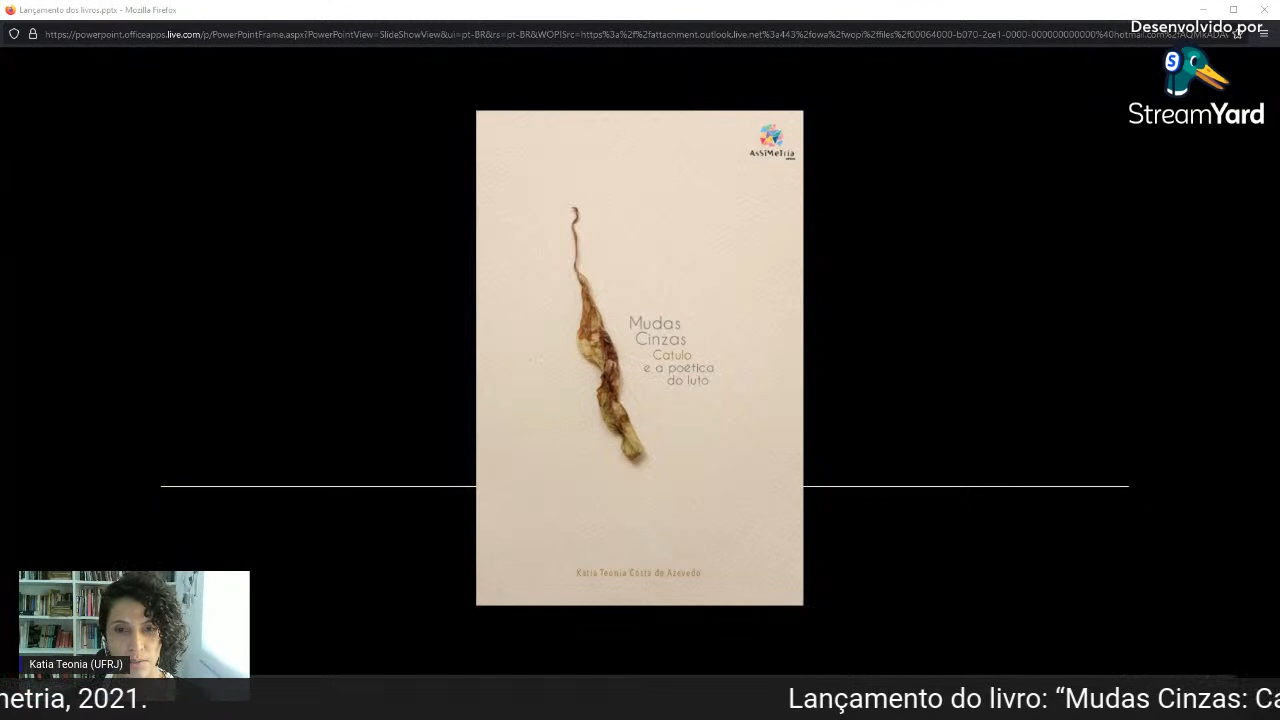 Lançamento dos livros.pptx - Mozilla Firefox
Desenvolvido por
StreamYard
AsSiMeTria
Mudas
Cinzas
Catulo
e a poética
do luto
Katia Teonia Costa de Azevedo
Katia Teonia (UFRJ)
metria, 2021.
Lançamento do livro: “Mudas Cinzas: Ca